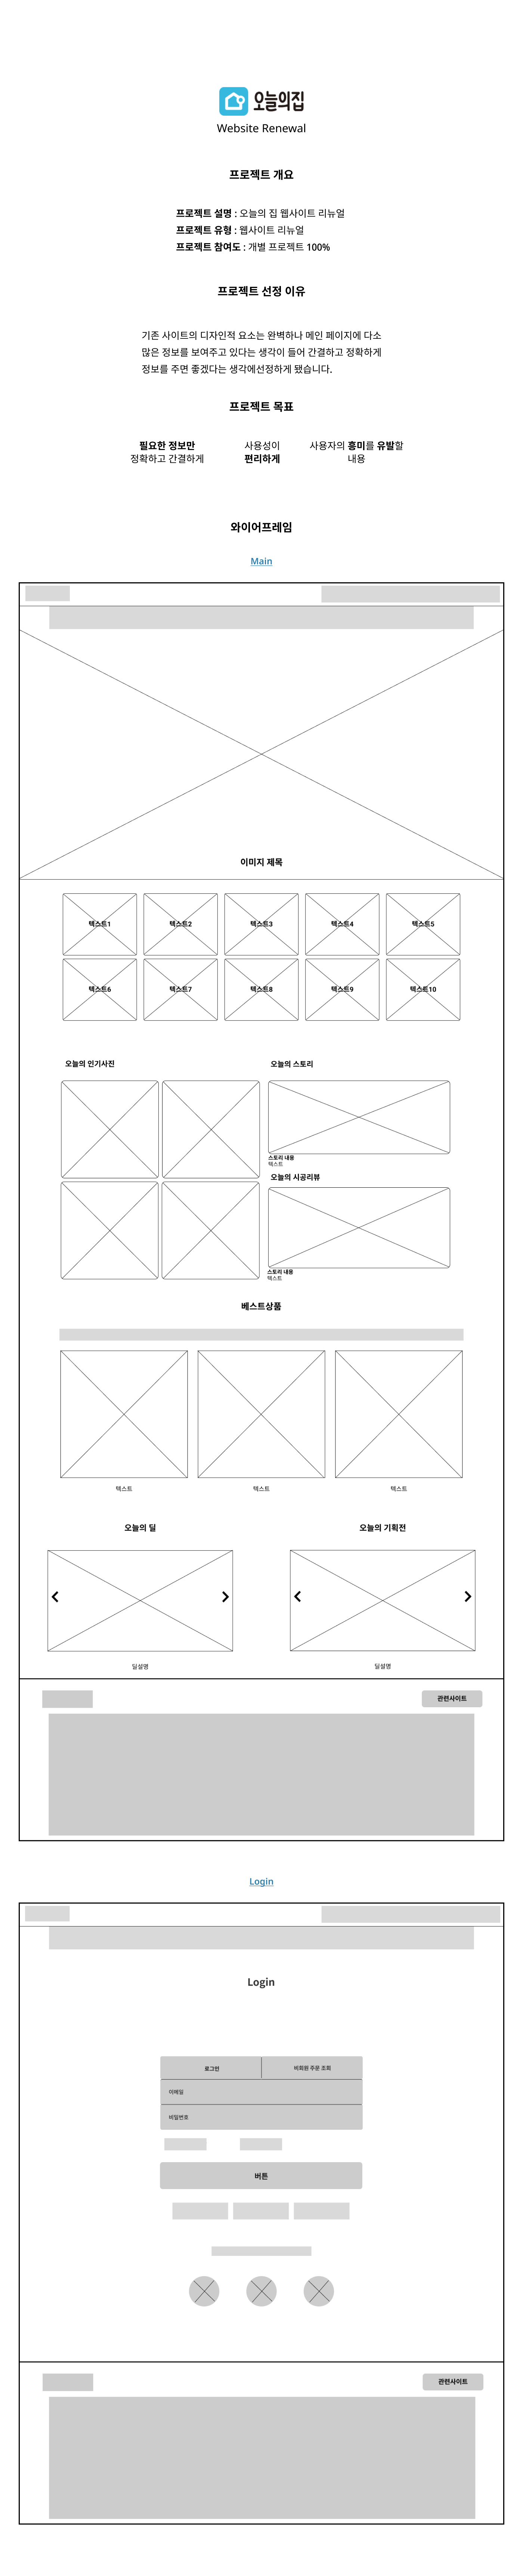 오늘의집
Website Renewal
프로젝트 개요
프로젝트 설명 : 오늘의 집 웹사이트 리뉴얼
프로젝트 유형 : 웹사이트 리뉴얼
프로젝트 참여도 : 개별 프로젝트 100%
프로젝트 선정 이유
기존 사이트의 디자인적 요소는 완벽하나 메인 페이지에 다소
많은 정보를 보여주고 있다는 생각이 들어 간결하고 정확하게
정보를 주면 좋겠다는 생각에선정하게 됐습니다.
프로젝트 목표
필요한 정보만
정확하고 간결하게
사용성이
편리하게
사용자의 흥미를 유발할
내용
와이어프레임
Main
이미지 제목
텍스트1
텍스트2
텍스트3
텍스트4
텍스트5
텍스트6
텍스트7
텍스트8
텍스트9
텍스트10
오늘의 인기사진
오늘의 스토리
스토리 내용
텍스트
오늘의 시공리뷰
스토리 내용
텍스트
베스트상품
텍스트
텍스트
텍스트
오늘의 딜
오늘의 기획전
딜설명
딜설명
관련사이트
Login
Login
로그인
비회원 주문 조회
이메일
비밀번호
버튼
관련사이트